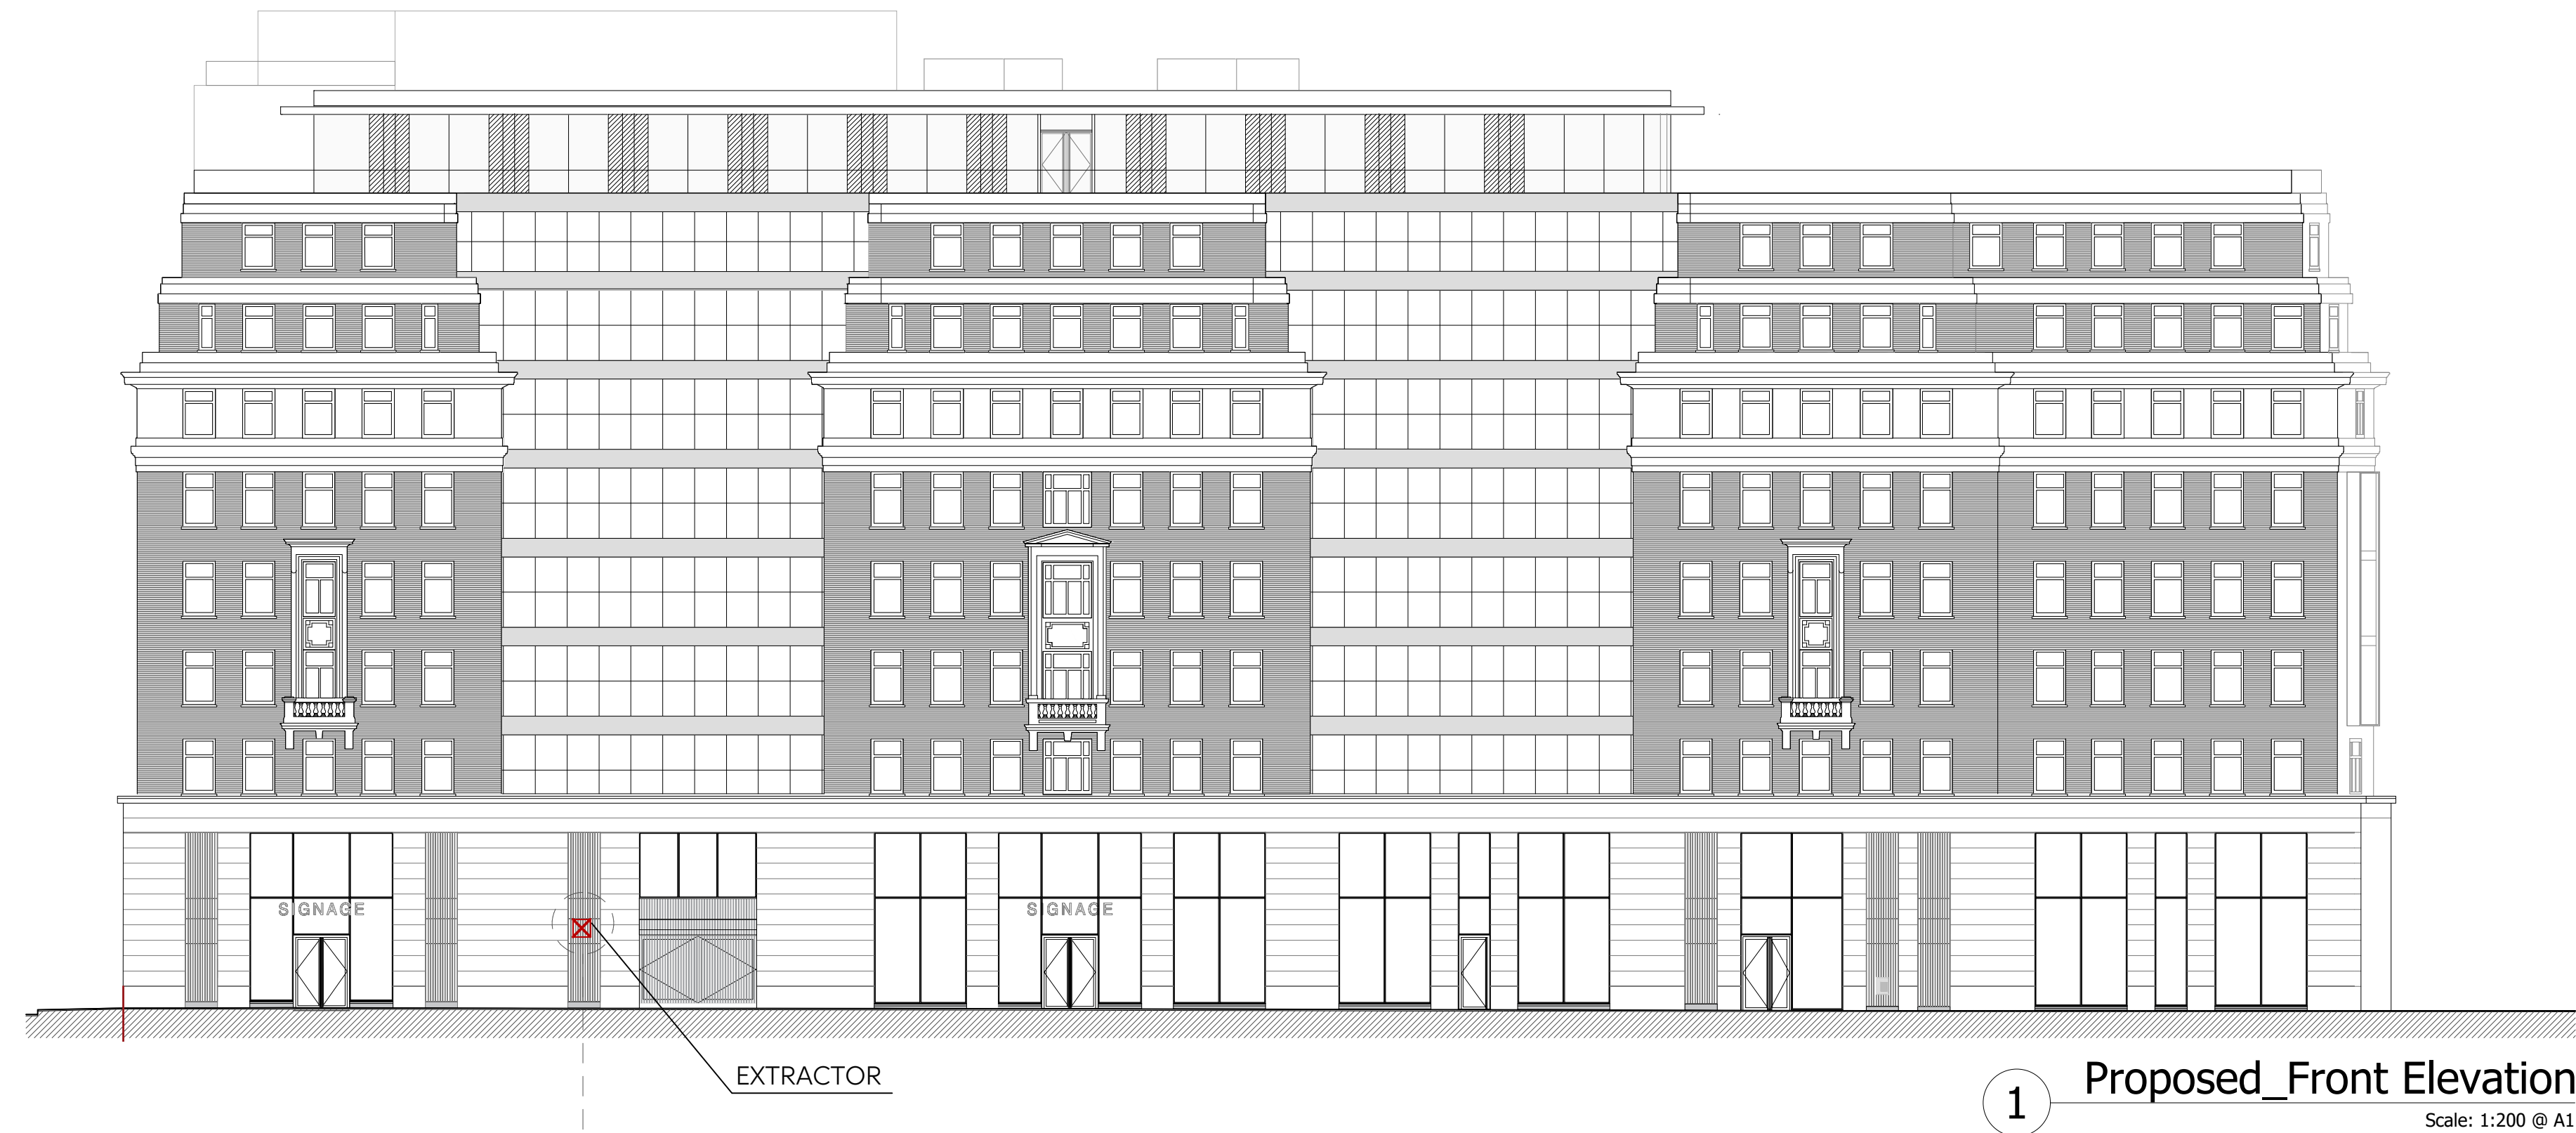 SIGNAGE
SIGNAGE
EXTRACTOR
1
Proposed_Front Elevation
Scale: 1:200 @ A1